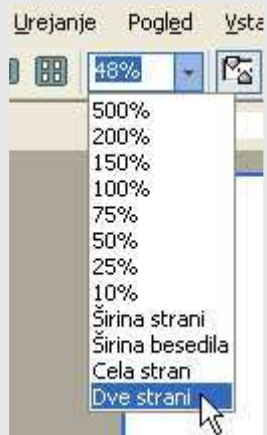 Urejanje Pogled Vsta
48%
500%
200%
150%
100%
75%
50%
25%
10%
Širina strani
Širina besedila
Cela stran
Dve strani